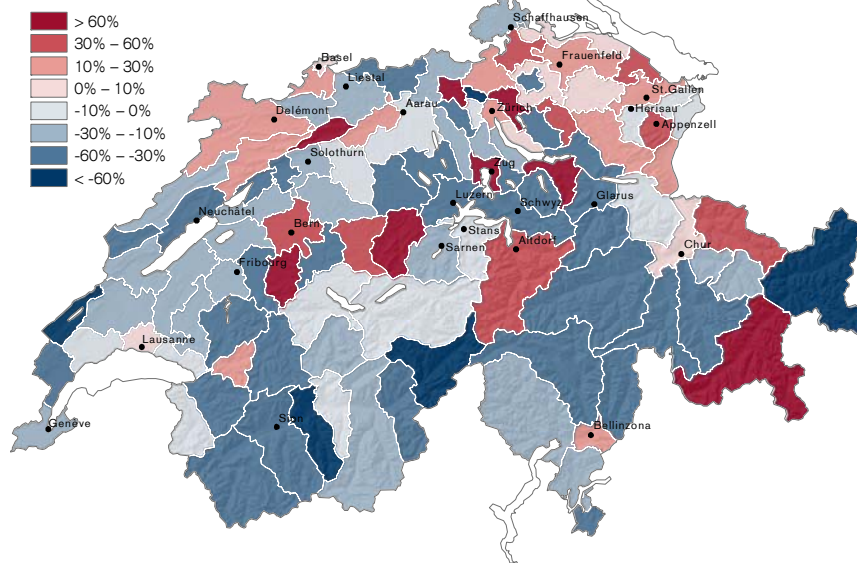 > 60%
30% – 60%
10% – 30%
0% – 10%
-10% – 0%
-30% – -10%
-60% – -30%
< -60%
Schaffhausen
Basel
Frauenfeld
Liestal
St.Gallen
Delémont
Aarau
Zürich
Herisau
Appenzell
Solothurn
Zug
Neuchâtel
Luzern
Schwyz
Glarus
Bern
Stans
Altdorf
Sarnen
Chur
Fribourg
Lausanne
Genève
Sion
Bellinzona